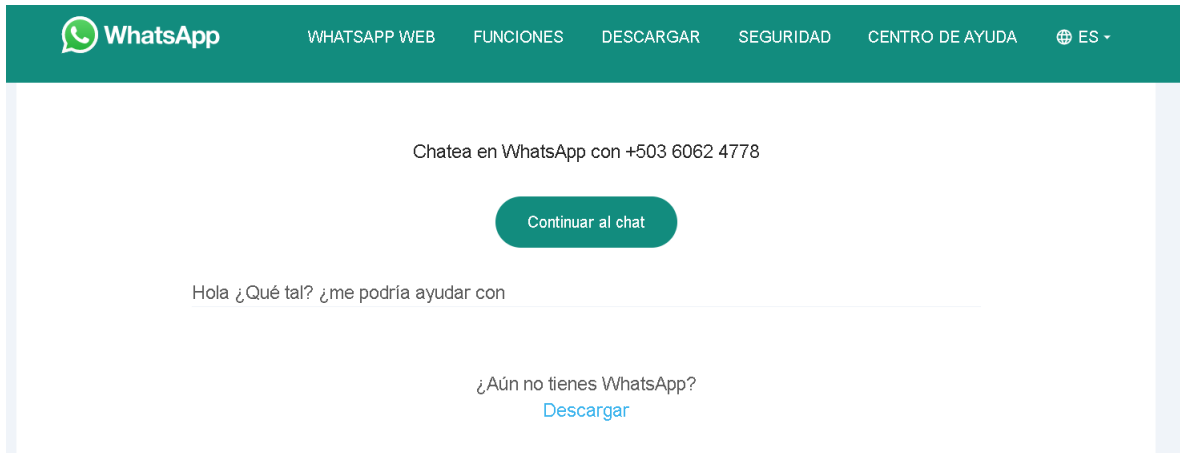 WhatsApp WHATSAPP WEB FUNCIONES DESCARGAR SEGURIDAD CENTRO DE AYUDA ES
Chatea en WhatsApp con +503 6062 4778
Continuar al chat
Hola ¿Qué tal? ¿me podría ayudar con
¿Aún no tienes WhatsApp?
Descargar